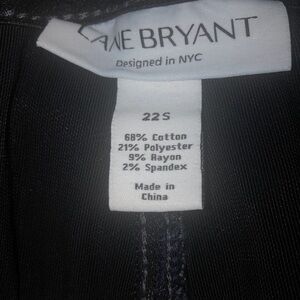 LANE BRYANT
Designed in NYC
22S
68% Cotton
21% Polyester
9% Rayon
2% Spandex
Made in
China